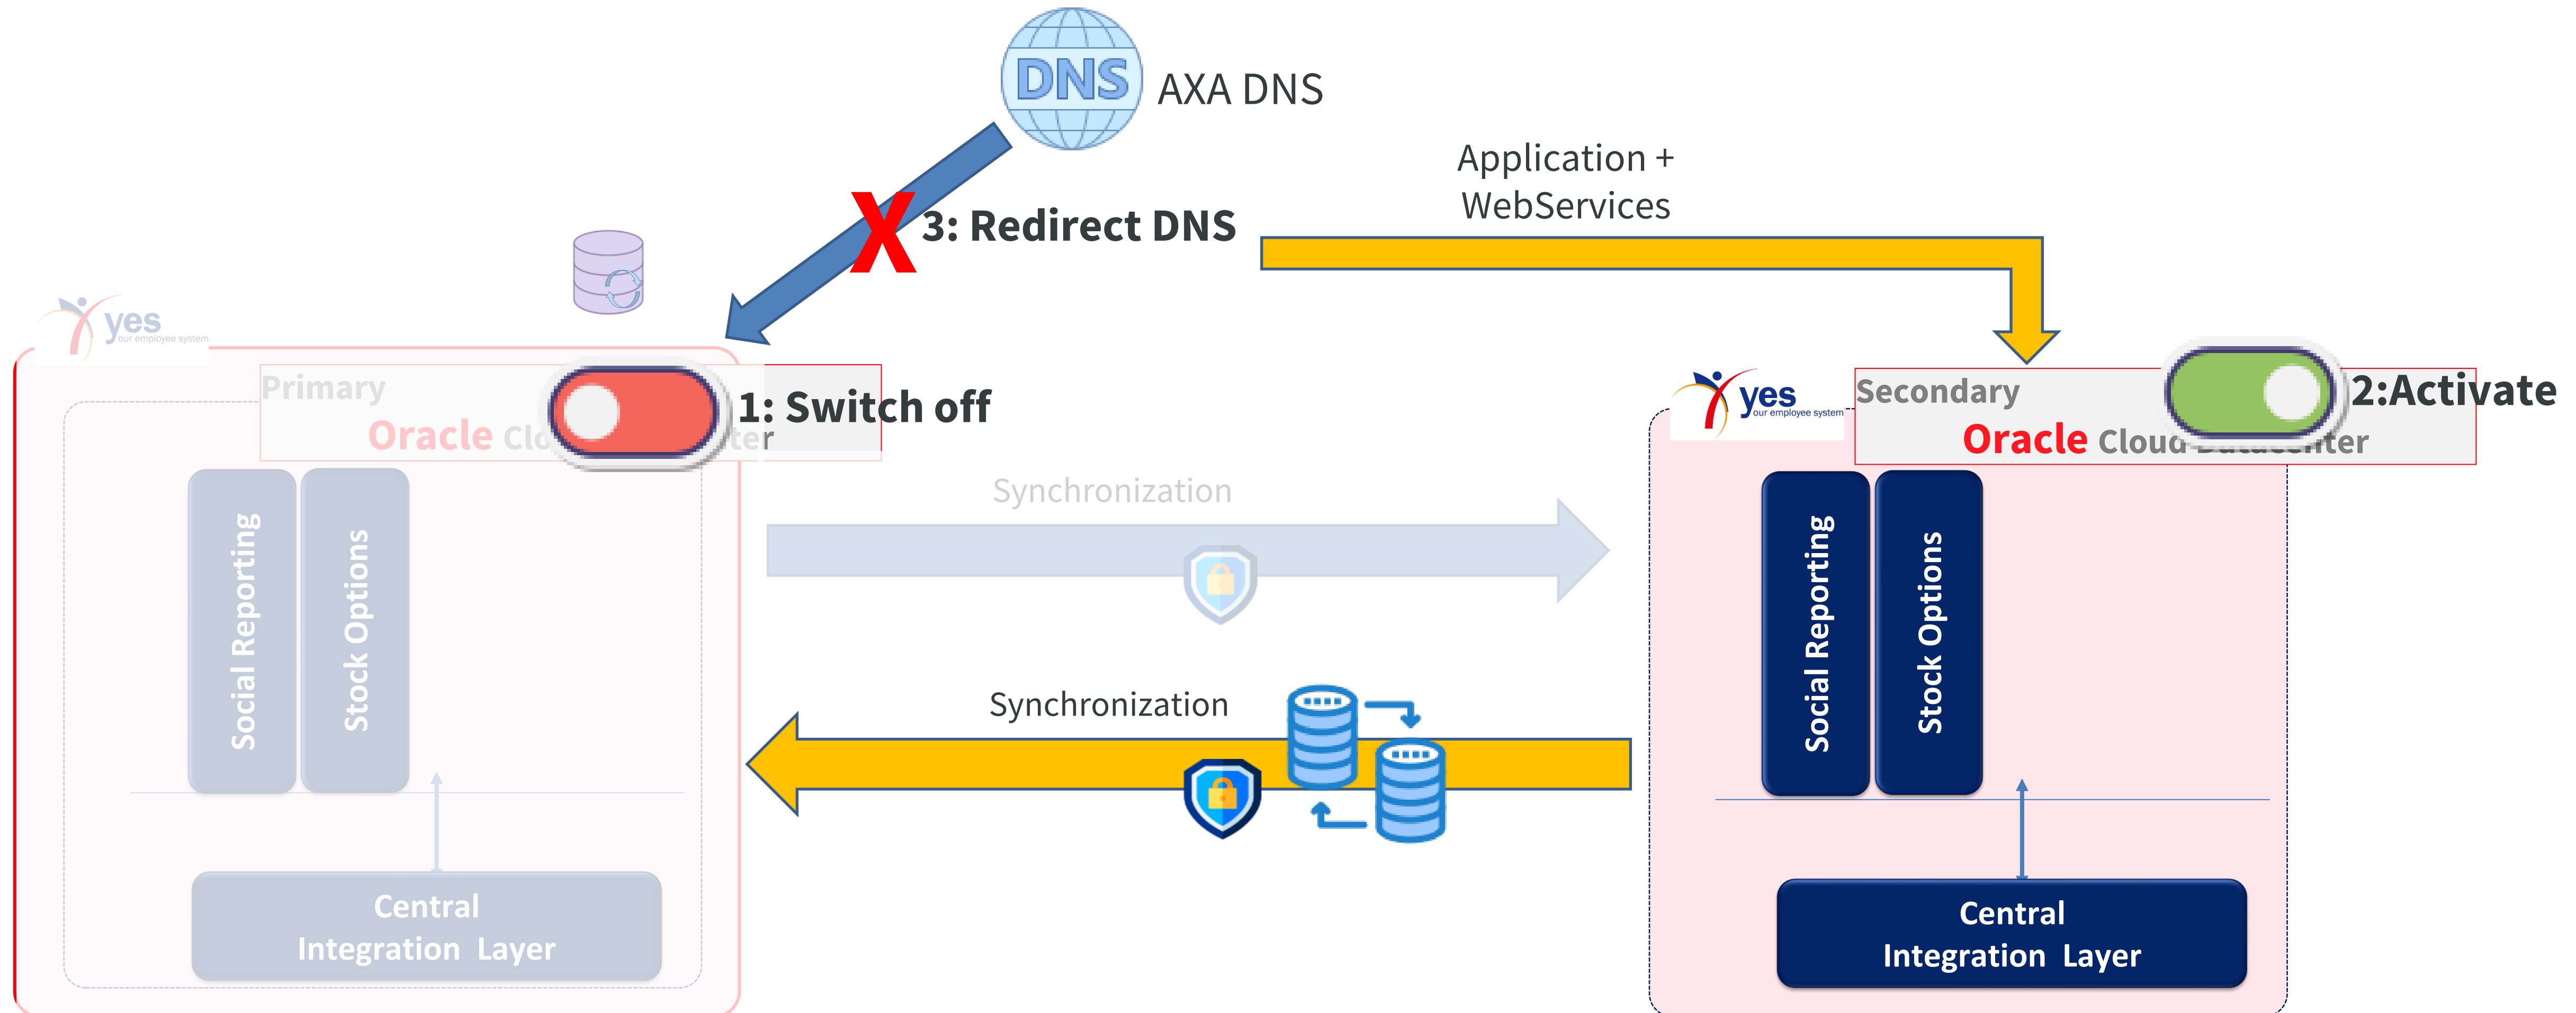 DNS
AXA DNS
Application +
WebServices
3: Redirect DNS
X
yes
our employee system
Primary
1: Switch off
Oracle
yes
our employee system
Secondary
2:Activate
Oracle Cloud Datacenter
Synchronization
Social Reporting
Stock Options
Social Reporting
Stock Options
Synchronization
Central
Integration Layer
Central
Integration Layer